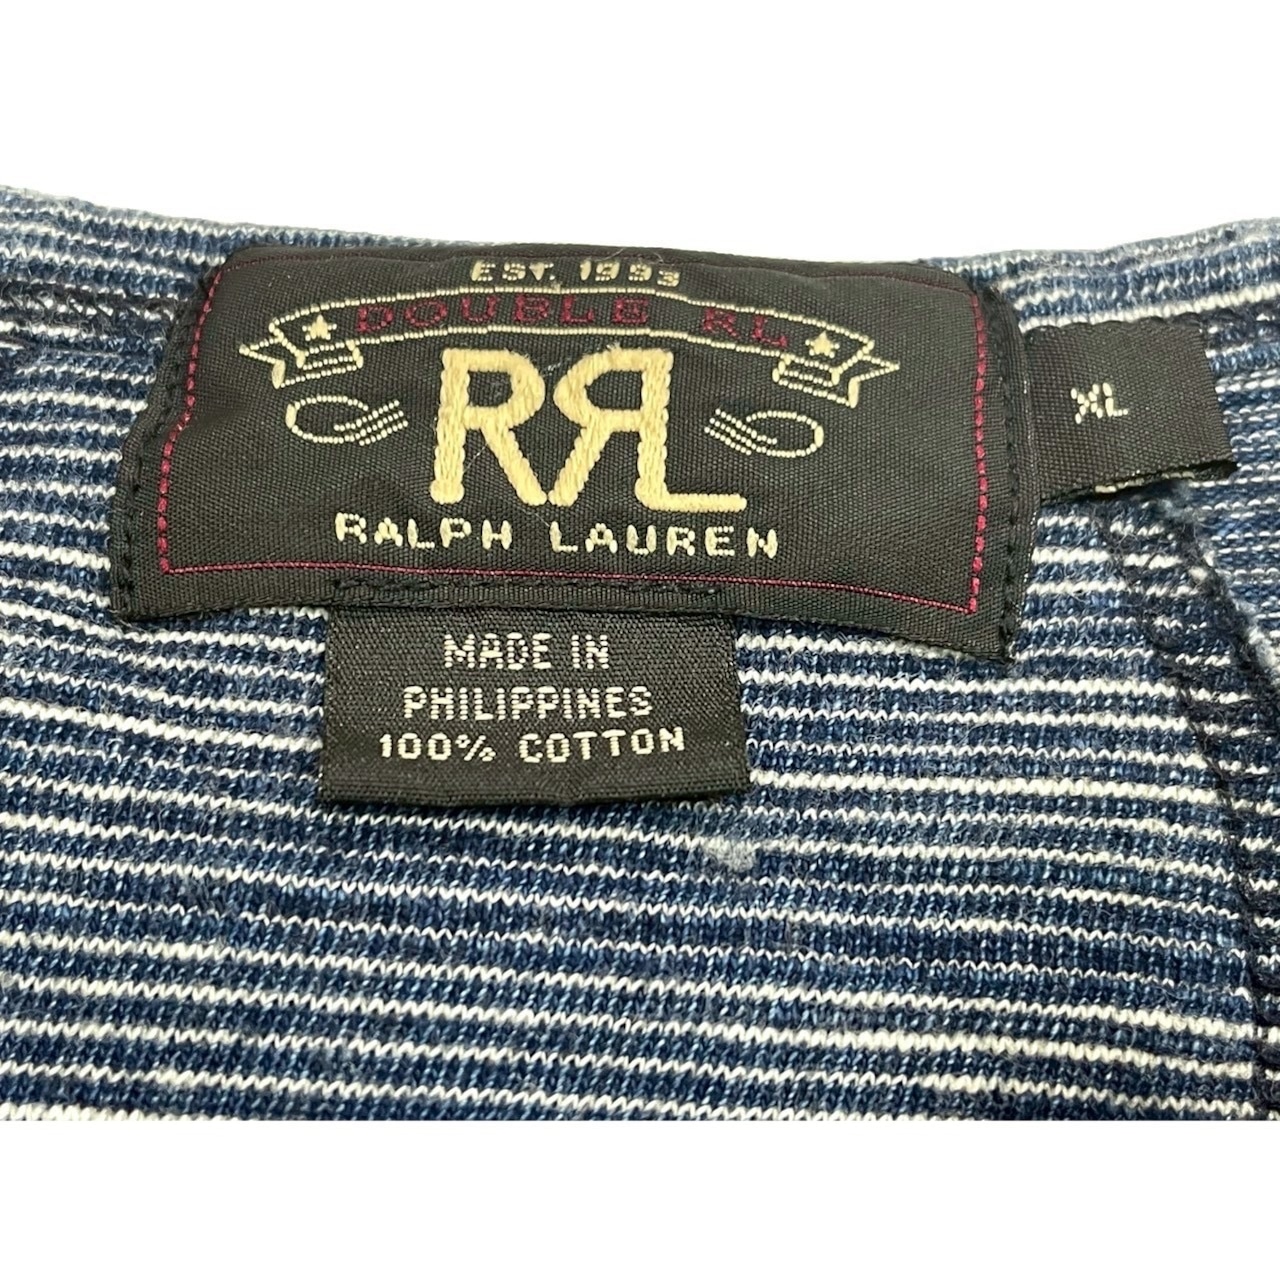 EST. 1993
DOUBLE RL
RRL
RALPH LAUREN
XL
MADE IN
PHILIPPINES
100% COTTON